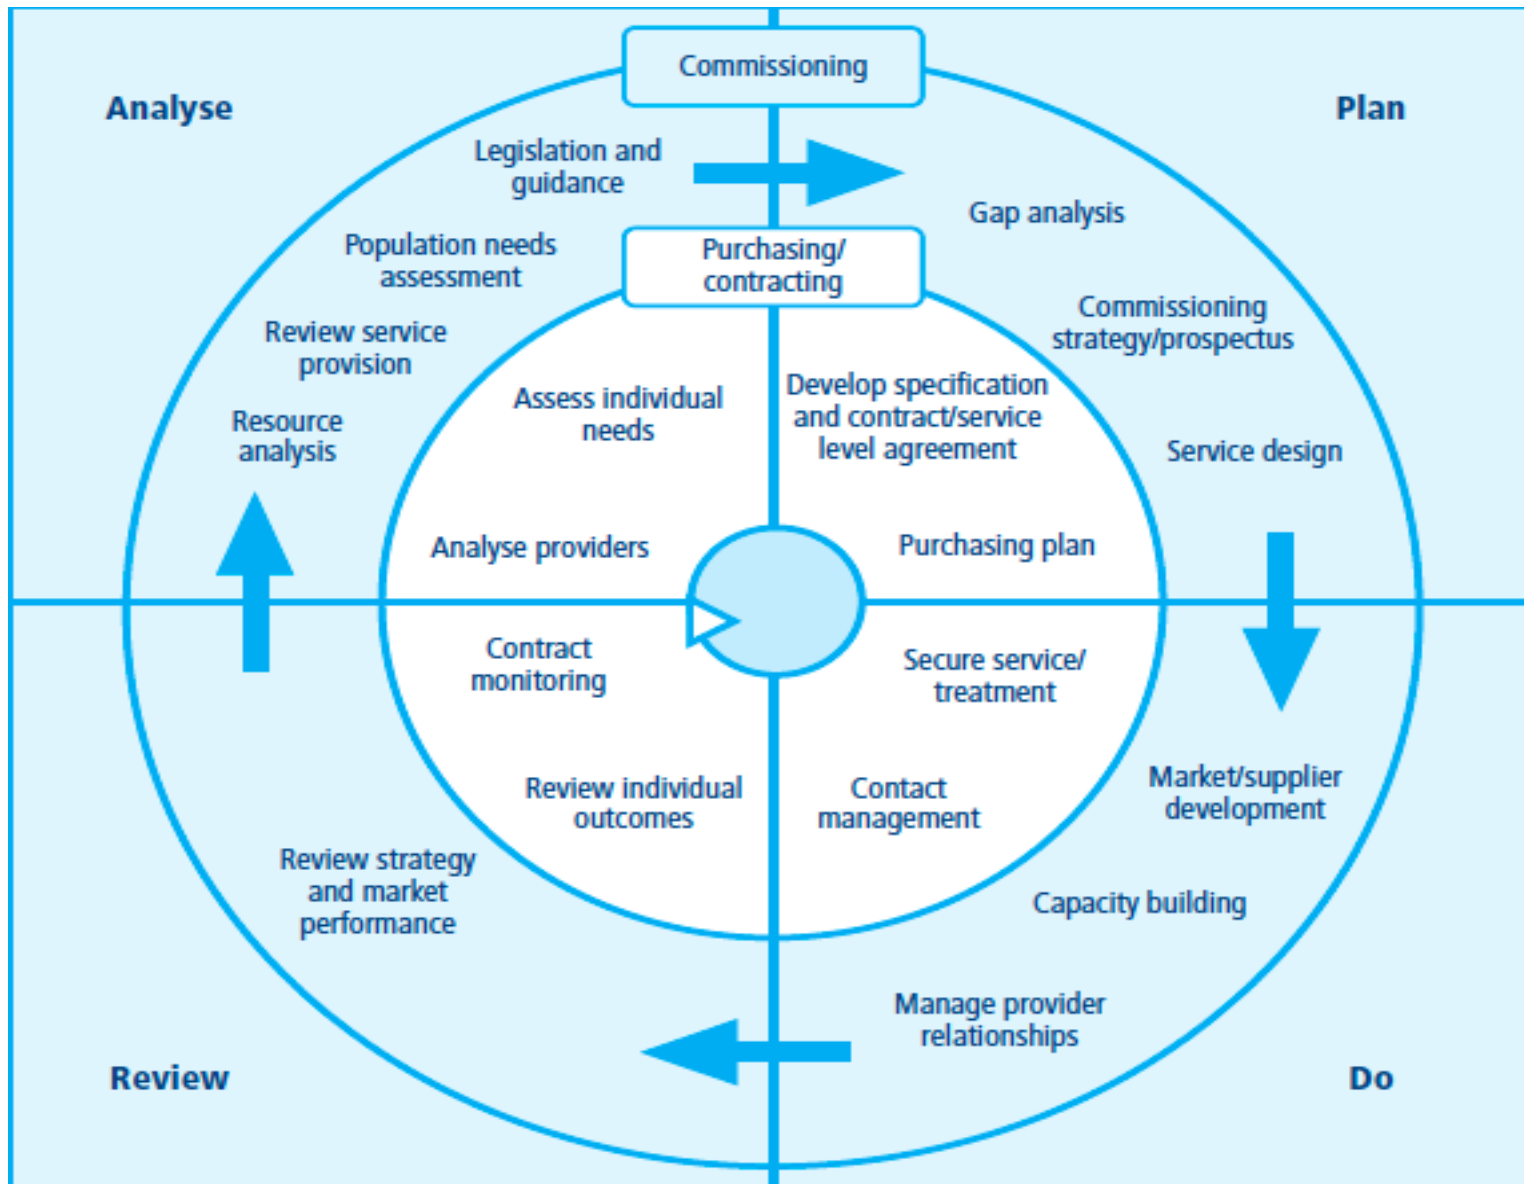 Commissioning
Analyse
Plan
Legislation and
guidance
Gap analysis
Population needs
assessment
Purchasing/
contracting
Commissioning
strategy/prospectus
Review service
provision
Assess individual
needs
Develop specification
and contract/service
level agreement
Resource
analysis
Service design
Analyse providers
Purchasing plan
Contract
monitoring
Secure service/
treatment
Review individual
outcomes
Contact
management
Market/supplier
development
Review strategy
and market
performance
Capacity building
Manage provider
relationships
Review
Do